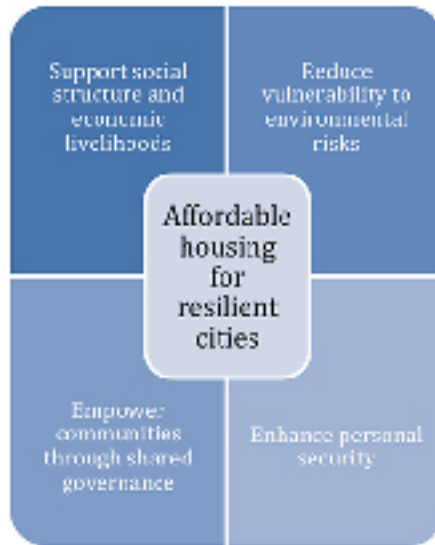 Support social
structure and
economic
livelihoods
Reduce
vulnerability to
environmental
risks
Affordable
housing
for
resilient
cities
Empower
communities
through shared
governance
Enhance personal
security